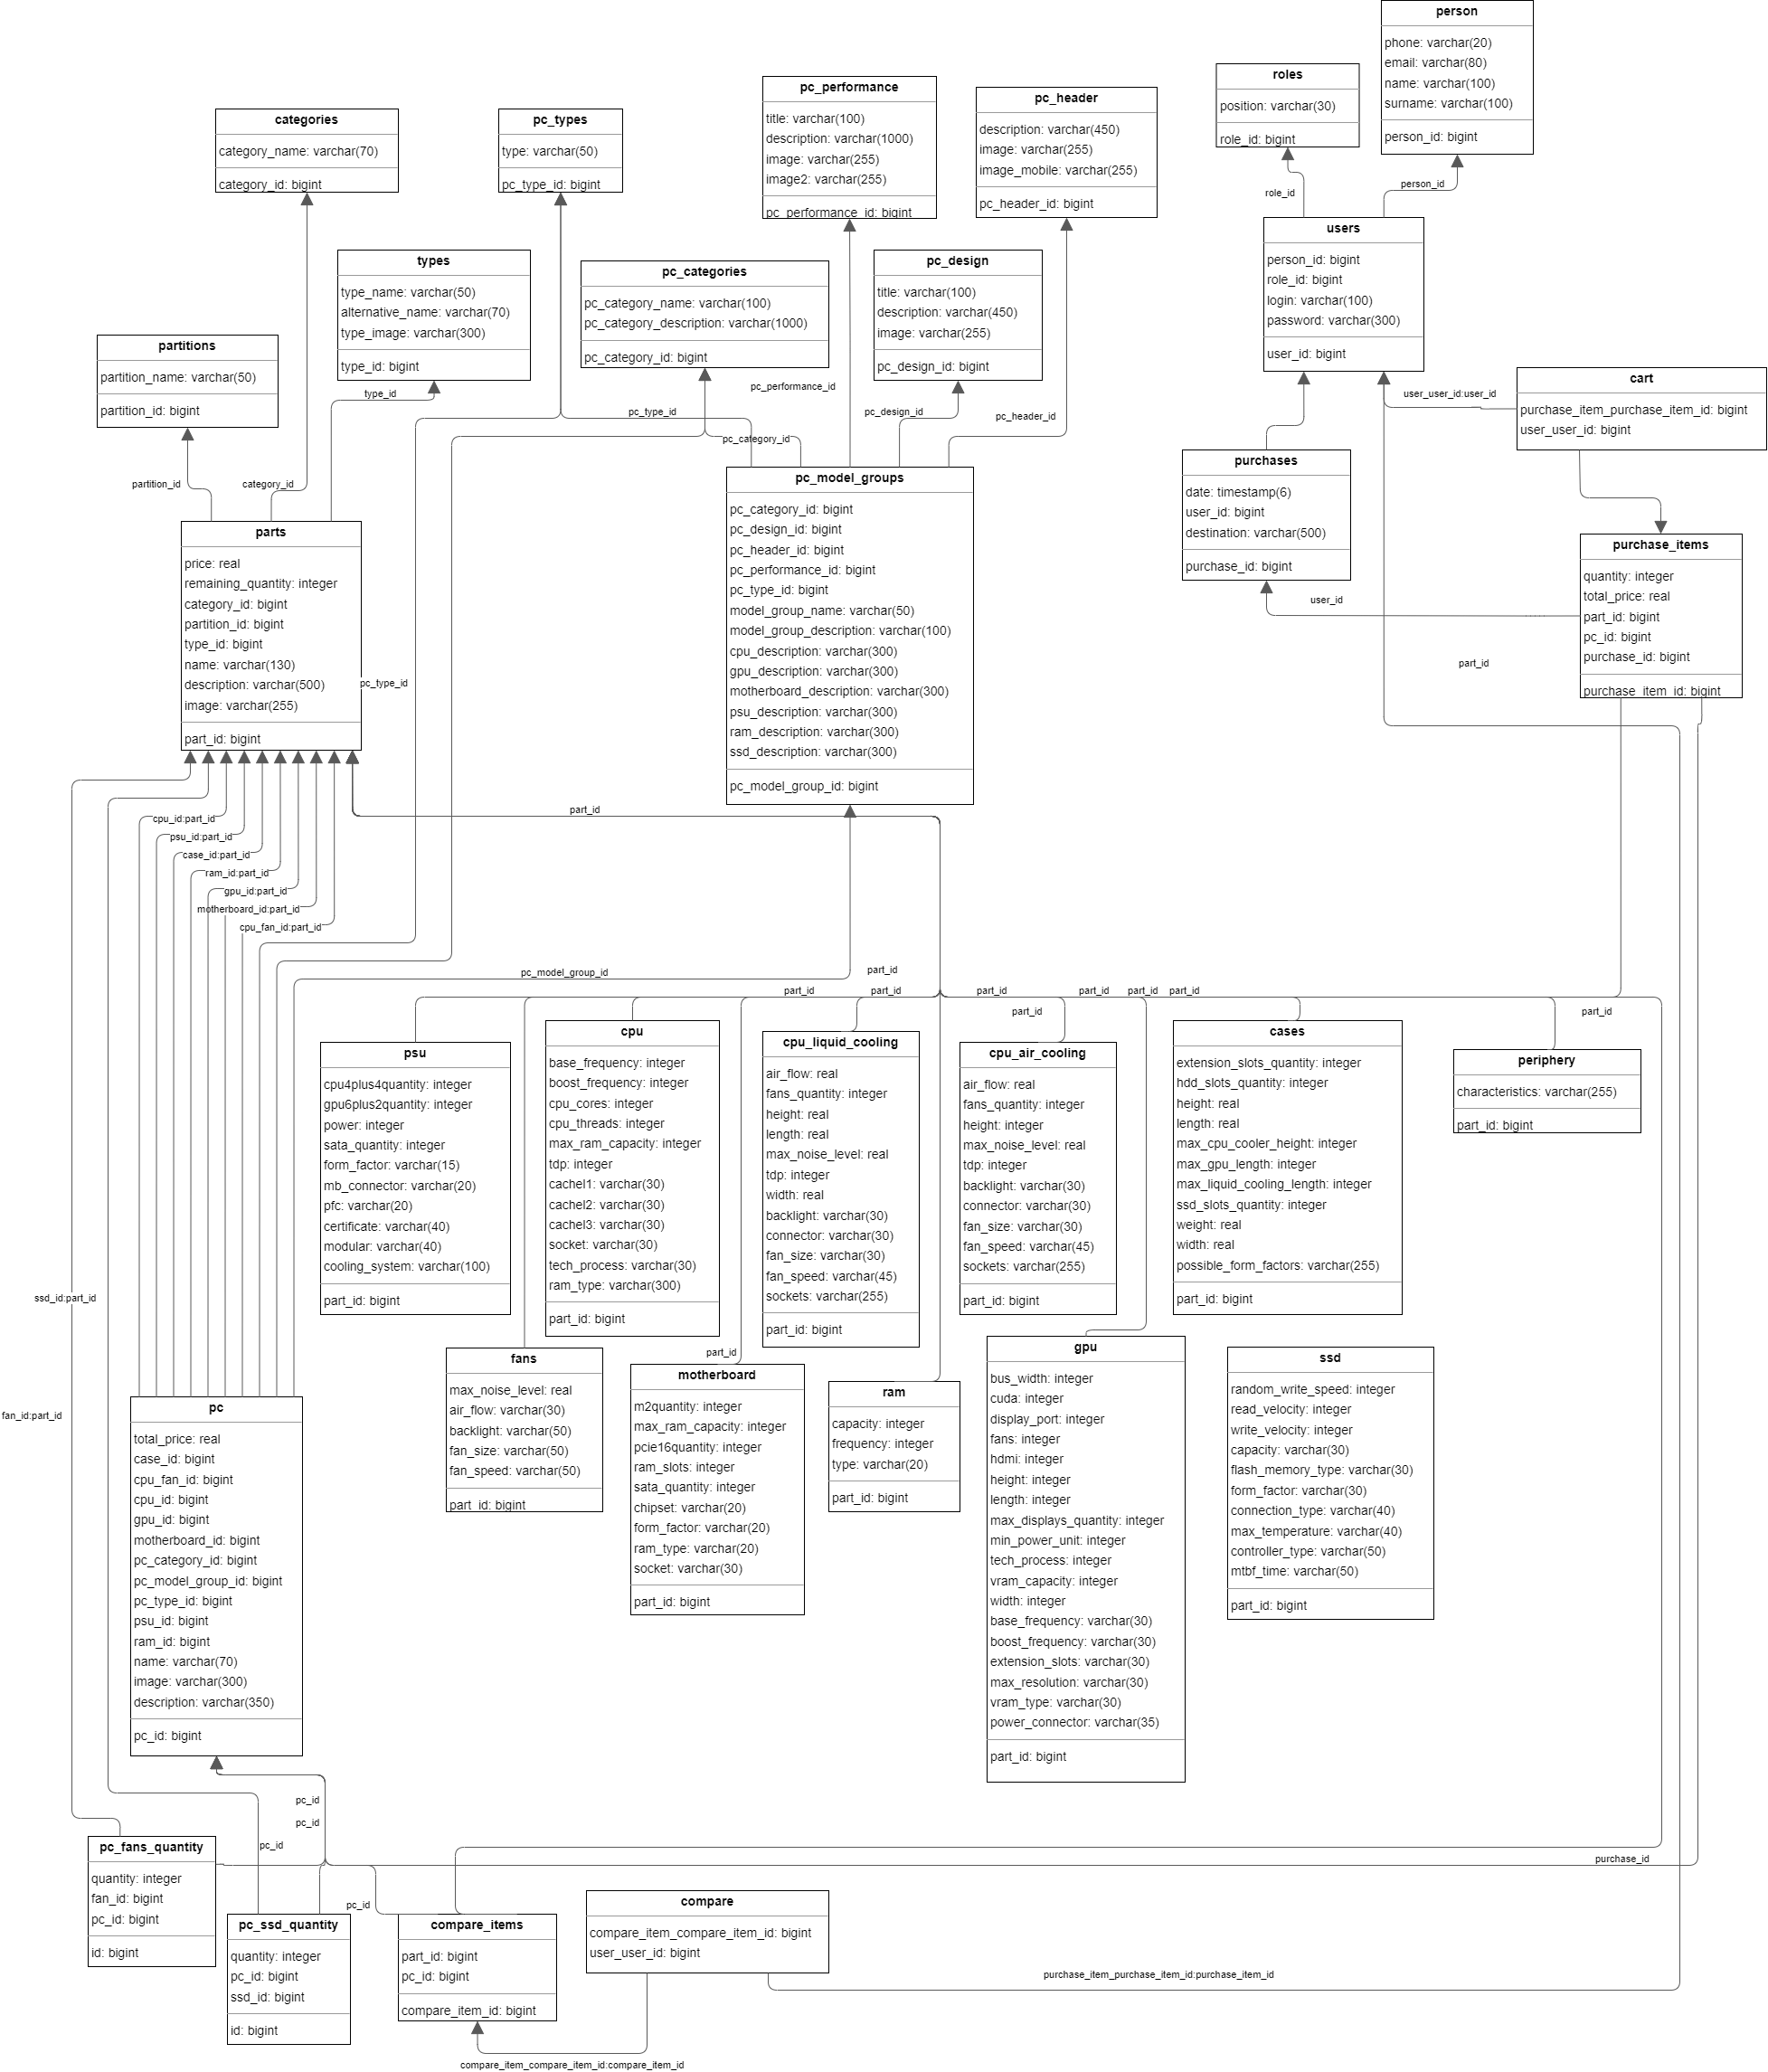 person
phone: varchar(20)
email: varchar(80)
name: varchar(100)
surname: varchar(100)
person_id: bigint
roles
position: varchar(30)
role_id: bigint
pc_performance
title: varchar(100)
description: varchar(1000)
image: varchar(255)
image2: varchar(255)
pc_performance_id: bigint
pc_header
description: varchar(450)
image: varchar(255)
image_mobile: varchar(255)
pc_header_id: bigint
categories
category_name: varchar(70)
category_id: bigint
pc_types
type: varchar(50)
pc_type_id: bigint
role_id
person_id
users
person_id: bigint
role_id: bigint
login: varchar(100)
password: varchar(300)
user_id: bigint
types
type_name: varchar(50)
alternative_name: varchar(70)
type_image: varchar(300)
type_id: bigint
pc_categories
pc_category_name: varchar(100)
pc_category_description: varchar(1000)
pc_category_id: bigint
pc_design
title: varchar(100)
description: varchar(450)
image: varchar(255)
pc_design_id: bigint
partitions
partition_name: varchar(50)
partition_id: bigint
cart
purchase_item_purchase_item_id: bigint
user_user_id: bigint
user_user_id:user_id
type_id
pc_performance_id
pc_type_id
pc_design_id
pc_header_id
pc_category_id
partition_id
category_id
purchases
date: timestamp(6)
user_id: bigint
destination: varchar(500)
purchase_id: bigint
user_id
pc_model_groups
pc_category_id: bigint
pc_design_id: bigint
pc_header_id: bigint
pc_performance_id: bigint
pc_type_id: bigint
model_group_name: varchar(50)
model_group_description: varchar(100)
cpu_description: varchar(300)
gpu_description: varchar(300)
motherboard_description: varchar(300)
psu_description: varchar(300)
ram_description: varchar(300)
ssd_description: varchar(300)
pc_model_group_id: bigint
parts
price: real
remaining_quantity: integer
category_id: bigint
partition_id: bigint
type_id: bigint
name: varchar(130)
description: varchar(500)
image: varchar(255)
part_id: bigint
pc_type_id
purchase_items
quantity: integer
total_price: real
part_id: bigint
pc_id: bigint
purchase_id: bigint
purchase_item_id: bigint
part_id
part_id
cpu_id:part_id
psu_id:part_id
case_id:part_id
ram_id:part_id
gpu_id:part_id
motherboard_id:part_id
cpu_fan_id:part_id
pc_model_group_id
part_id
part_id
part_id
part_id
part_id
part_id
part_id
part_id
part_id
psu
cpu4plus4quantity: integer
gpu6plus2quantity: integer
power: integer
sata_quantity: integer
form_factor: varchar(15)
mb_connector: varchar(20)
pfc: varchar(20)
certificate: varchar(40)
modular: varchar(40)
cooling_system: varchar(100)
part_id: bigint
cpu
base_frequency: integer
boost_frequency: integer
cpu_cores: integer
cpu_threads: integer
max_ram_capacity: integer
tdp: integer
cachel1: varchar(30)
cachel2: varchar(30)
cachel3: varchar(30)
socket: varchar(30)
tech_process: varchar(30)
ram_type: varchar(300)
part_id: bigint
cpu_liquid_cooling
air_flow: real
fans_quantity: integer
height: real
length: real
max_noise_level: real
tdp: integer
width: real
backlight: varchar(30)
connector: varchar(30)
fan_size: varchar(30)
fan_speed: varchar(45)
sockets: varchar(255)
part_id: bigint
cpu_air_cooling
air_flow: real
fans_quantity: integer
height: integer
max_noise_level: real
tdp: integer
backlight: varchar(30)
connector: varchar(30)
fan_size: varchar(30)
fan_speed: varchar(45)
sockets: varchar(255)
part_id: bigint
cases
extension_slots_quantity: integer
hdd_slots_quantity: integer
height: real
length: real
max_cpu_cooler_height: integer
max_gpu_length: integer
max_liquid_cooling_length: integer
ssd_slots_quantity: integer
weight: real
width: real
possible_form_factors: varchar(255)
part_id: bigint
periphery
characteristics: varchar(255)
part_id: bigint
ssd_id:part_id
fan_id:part_id
part_id
fans
max_noise_level: real
air_flow: varchar(30)
backlight: varchar(50)
fan_size: varchar(50)
fan_speed: varchar(50)
part_id: bigint
motherboard
m2quantity: integer
max_ram_capacity: integer
pcie16quantity: integer
ram_slots: integer
sata_quantity: integer
chipset: varchar(20)
form_factor: varchar(20)
ram_type: varchar(20)
socket: varchar(30)
part_id: bigint
ram
capacity: integer
frequency: integer
type: varchar(20)
part_id: bigint
gpu
bus_width: integer
cuda: integer
display_port: integer
fans: integer
hdmi: integer
height: integer
length: integer
max_displays_quantity: integer
min_power_unit: integer
tech_process: integer
vram_capacity: integer
width: integer
base_frequency: varchar(30)
boost_frequency: varchar(30)
extension_slots: varchar(30)
max_resolution: varchar(30)
vram_type: varchar(30)
power_connector: varchar(35)
part_id: bigint
ssd
random_write_speed: integer
read_velocity: integer
write_velocity: integer
capacity: varchar(30)
flash_memory_type: varchar(30)
form_factor: varchar(30)
connection_type: varchar(40)
max_temperature: varchar(40)
controller_type: varchar(50)
mtbf_time: varchar(50)
part_id: bigint
pc
total_price: real
case_id: bigint
cpu_fan_id: bigint
cpu_id: bigint
gpu_id: bigint
motherboard_id: bigint
pc_category_id: bigint
pc_model_group_id: bigint
pc_type_id: bigint
psu_id: bigint
ram_id: bigint
name: varchar(70)
image: varchar(300)
description: varchar(350)
pc_id: bigint
pc_id
pc_id
pc_id
pc_id
purchase_id
pc_fans_quantity
quantity: integer
fan_id: bigint
pc_id: bigint
id: bigint
pc_ssd_quantity
quantity: integer
pc_id: bigint
ssd_id: bigint
id: bigint
compare_items
part_id: bigint
pc_id: bigint
compare_item_id: bigint
compare
compare_item_compare_item_id: bigint
user_user_id: bigint
purchase_item_purchase_item_id:purchase_item_id
compare_item_compare_item_id:compare_item_id